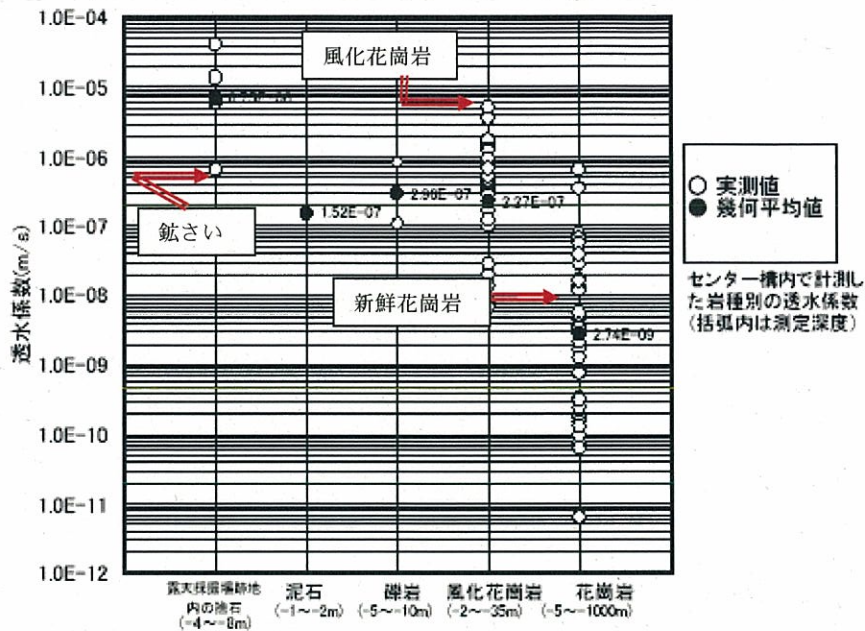 1.0E-04
1.0E-05
1.0E-06
1.0E-07
1.0E-08
1.0E-09
1.0E-10
1.0E-11
1.0E-12
透水係数(m/s)
風化花崗岩
鉱さい
新鮮花崗岩
1.52E-07
2.98E-07
2.27E-07
2.74E-09
○ 実測値
● 幾何平均値
センター構内で計測し
た岩種別の透水係数
(括弧内は測定深度)
露天採掘場跡地
内の捨石
(-4~-8m)
泥石
(-1~-2m)
礫岩
(-5~-10m)
風化花崗岩
(-2~-35m)
花崗岩
(-5~-1000m)